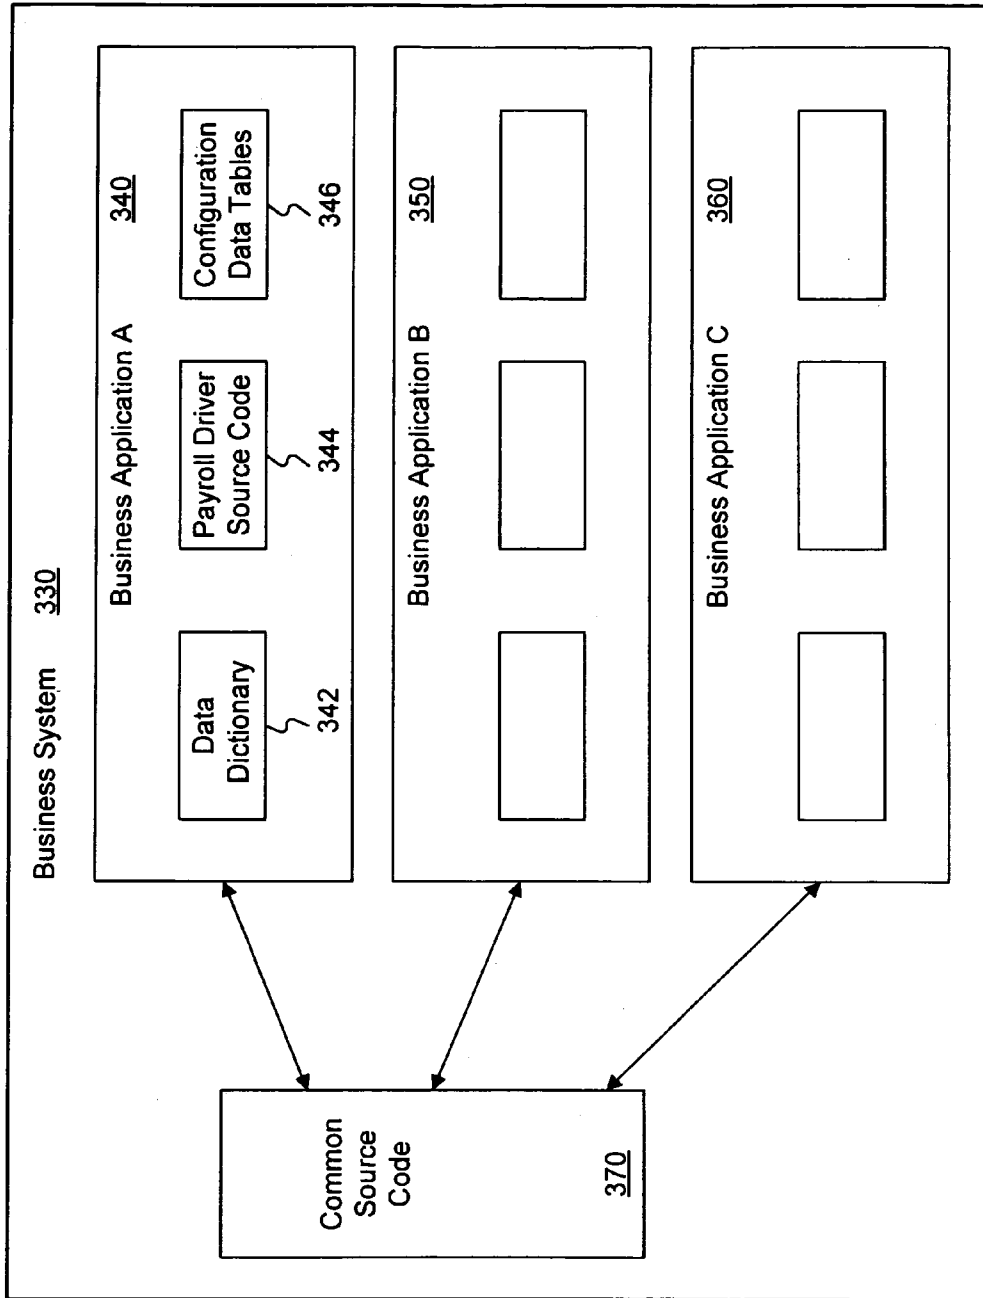 Business System 330
Business Application A 340
Data
Dictionary
342
Payroll Driver
Source Code
344
Configuration
Data Tables
346
Business Application B 350
Business Application C 360
Common
Source
Code
370